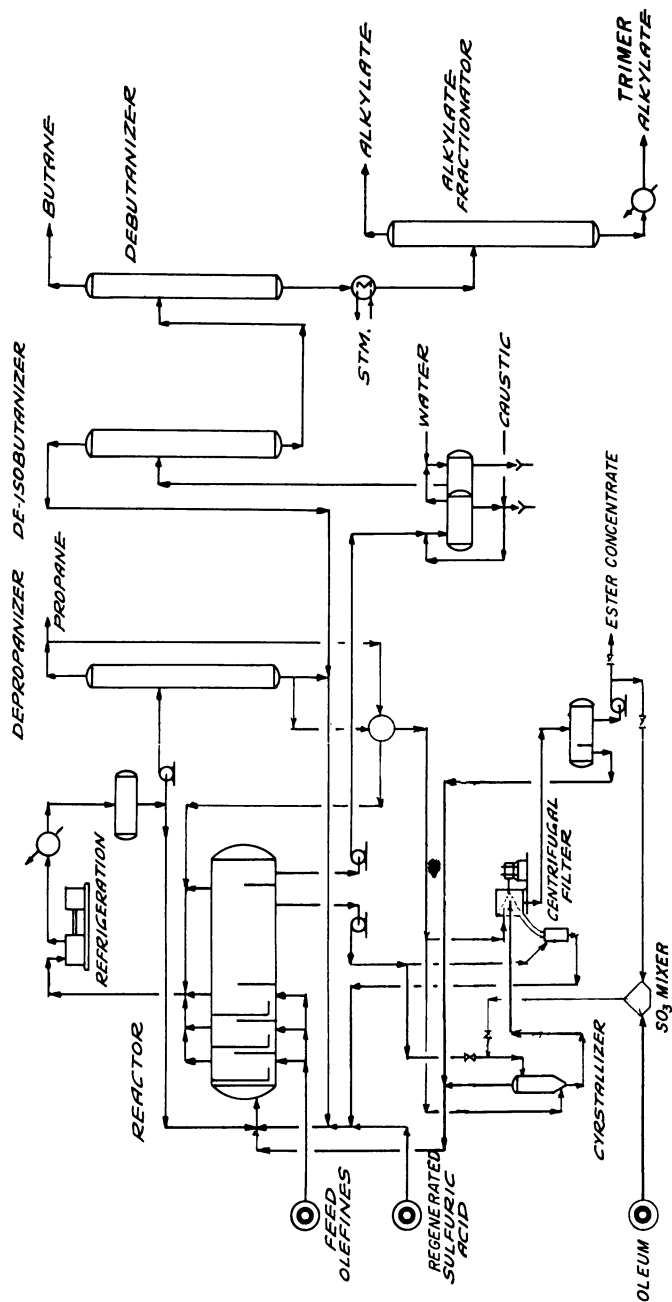 DEPROPANIZER
DE-ISOBUTANIZER
BUTANE
PROPANE
DEBUTANIZER
ALKYLATE
REFRIGERATION
REACTOR
STM.
ALKYLATE
FRACTIONATOR
WATER
CAUSTIC
TRIMER
ALKYLATE
FEED
OLEFINES
REGENERATED
SULFURIC
ACID
CENTRIFUGAL
FILTER
ESTER CONCENTRATE
CYRSTALLIZER
OLEUM
SO₃ MIXER